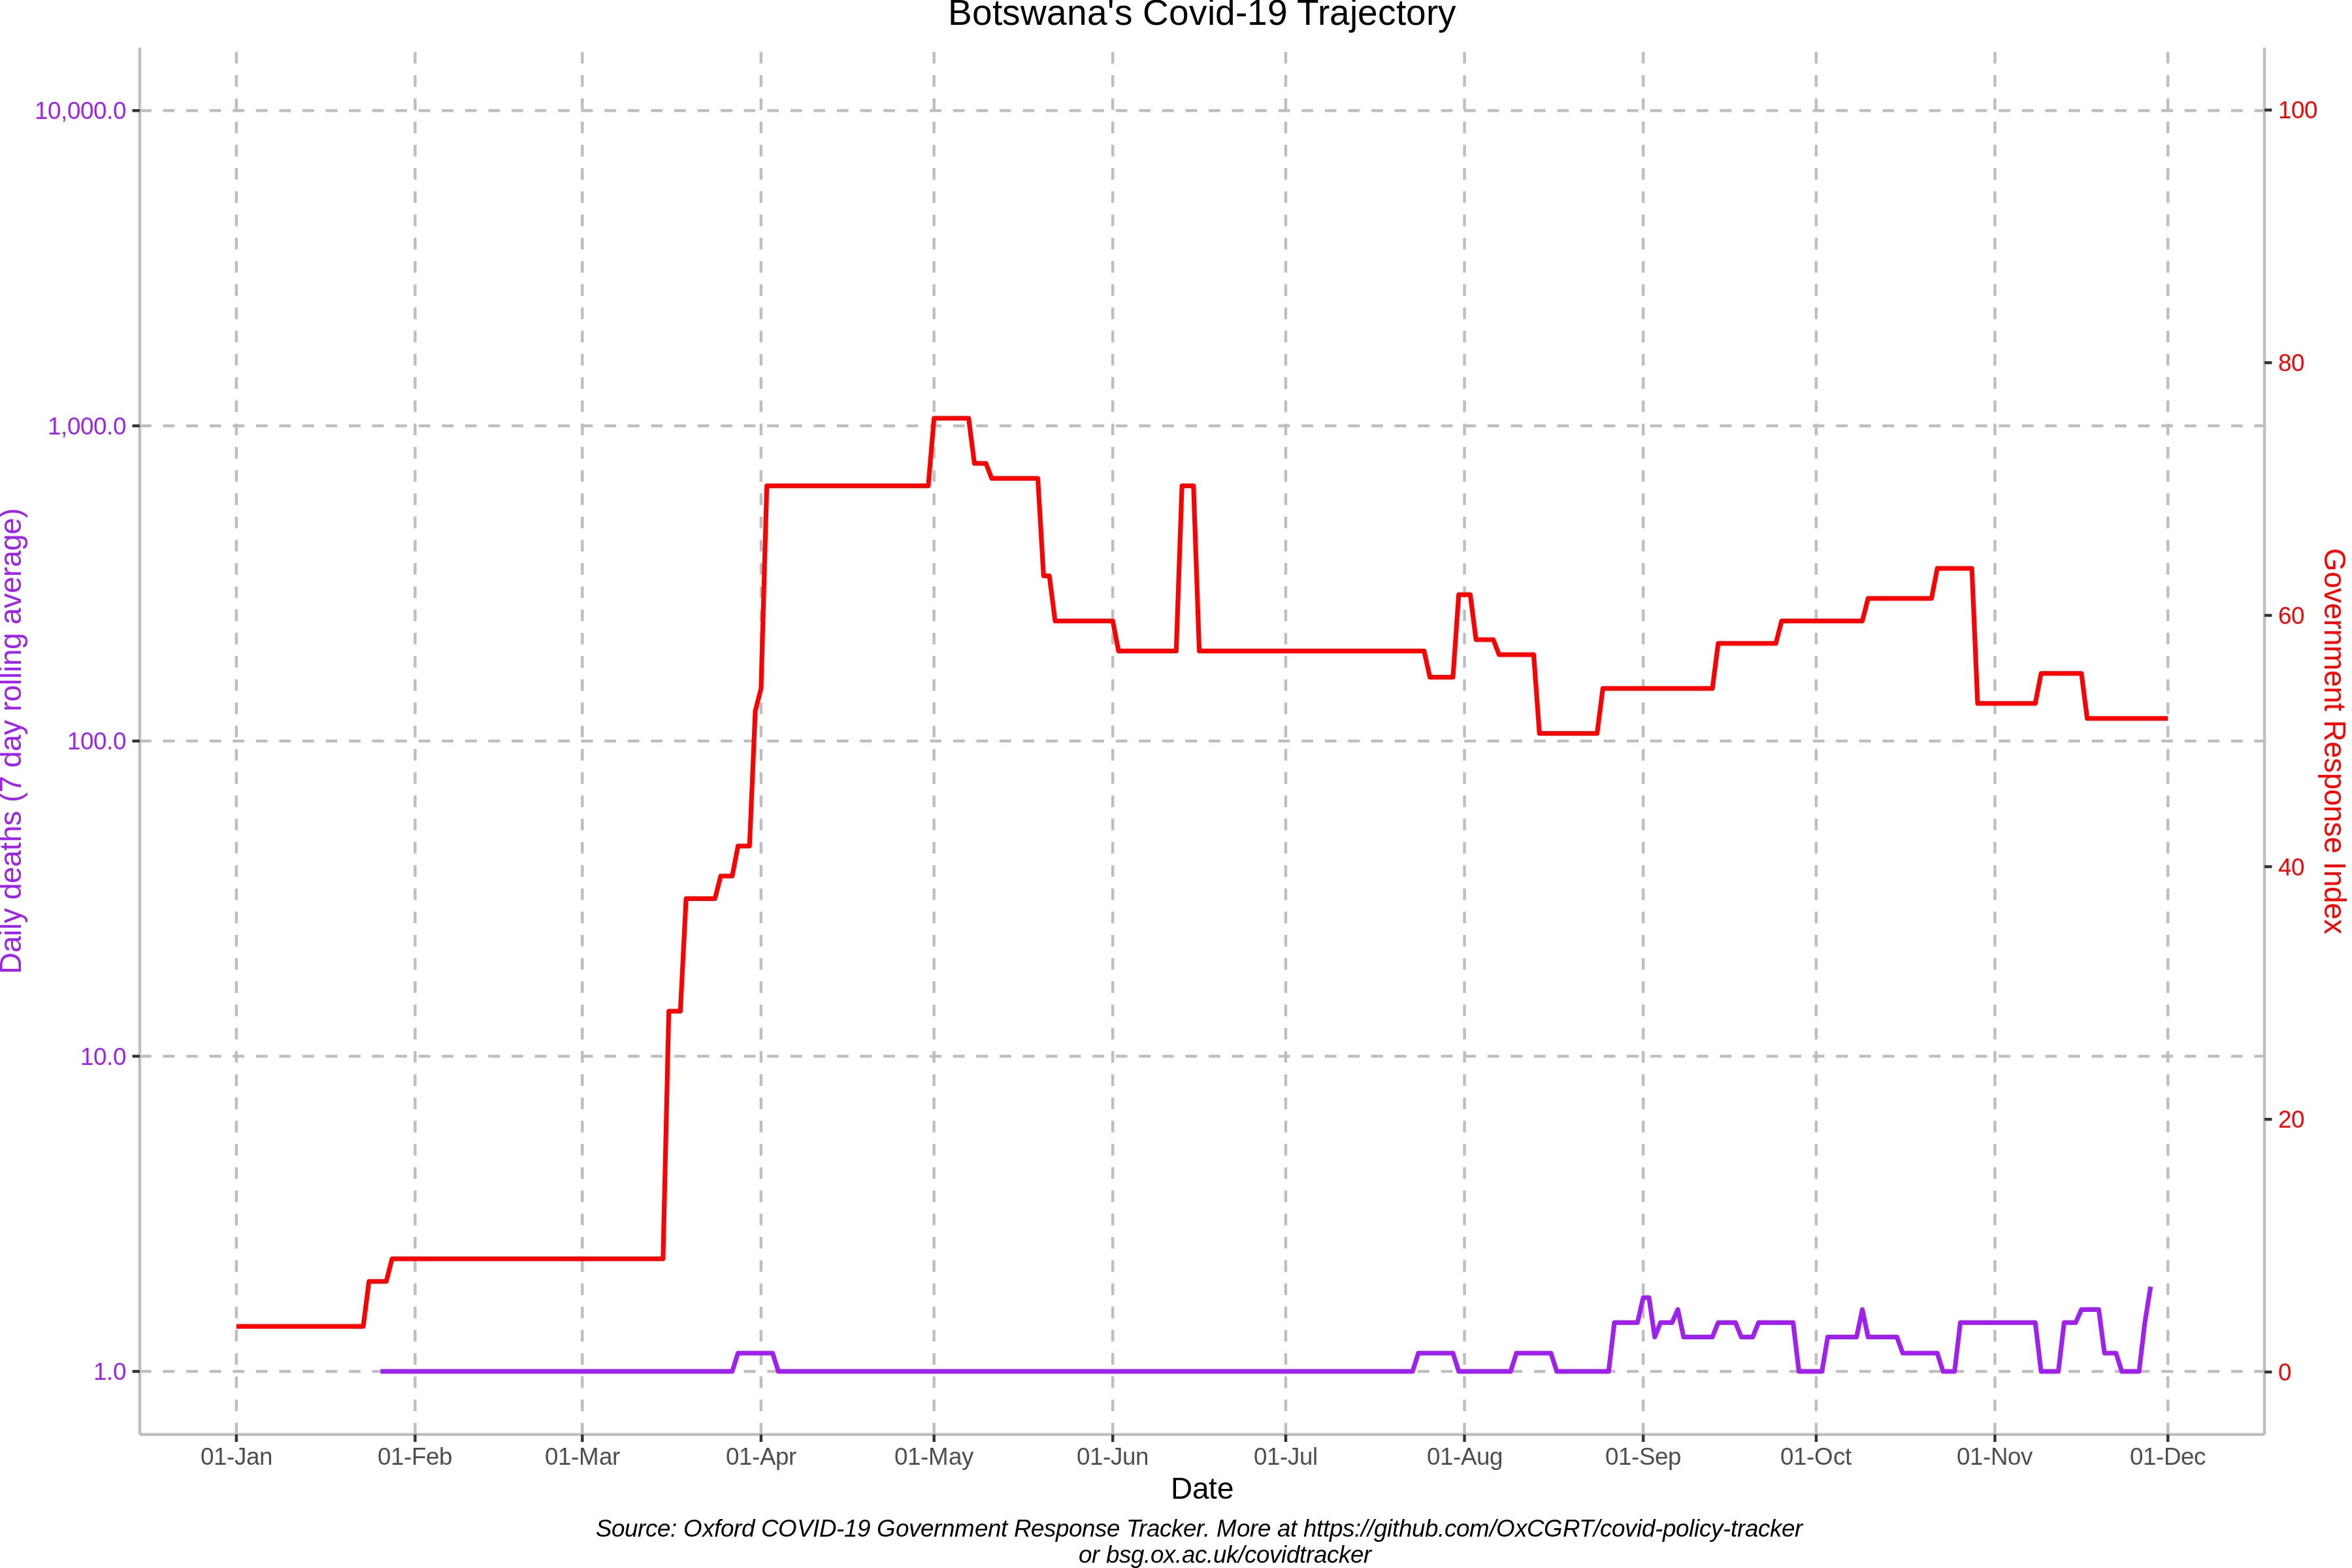 Botswana's Covid-19 Trajectory
10,000.0
1,000.0
100.0
10.0
1.0
Daily deaths (7 day rolling average)
100
80
60
40
20
0
Government Response Index
01-Jan 01-Feb 01-Mar 01-Apr 01-May 01-Jun 01-Jul 01-Aug 01-Sep 01-Oct 01-Nov 01-Dec
Date
Source: Oxford COVID-19 Government Response Tracker. More at https://github.com/OxCGRT/covid-policy-tracker
or bsg.ox.ac.uk/covidtracker